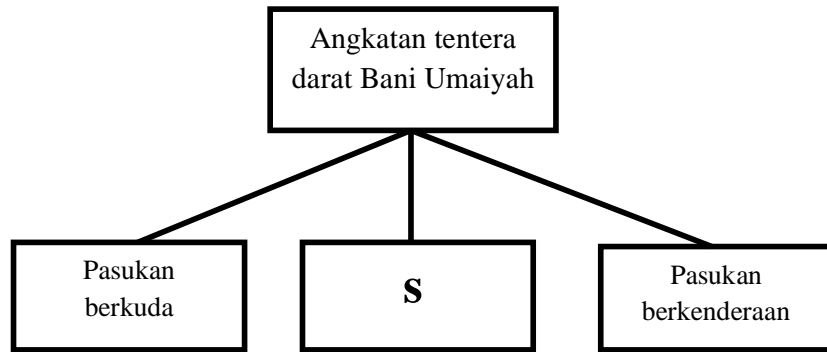 Angkatan tentera
darat Bani Umaiyah
Pasukan
berkuda
S
Pasukan
berkenderaan